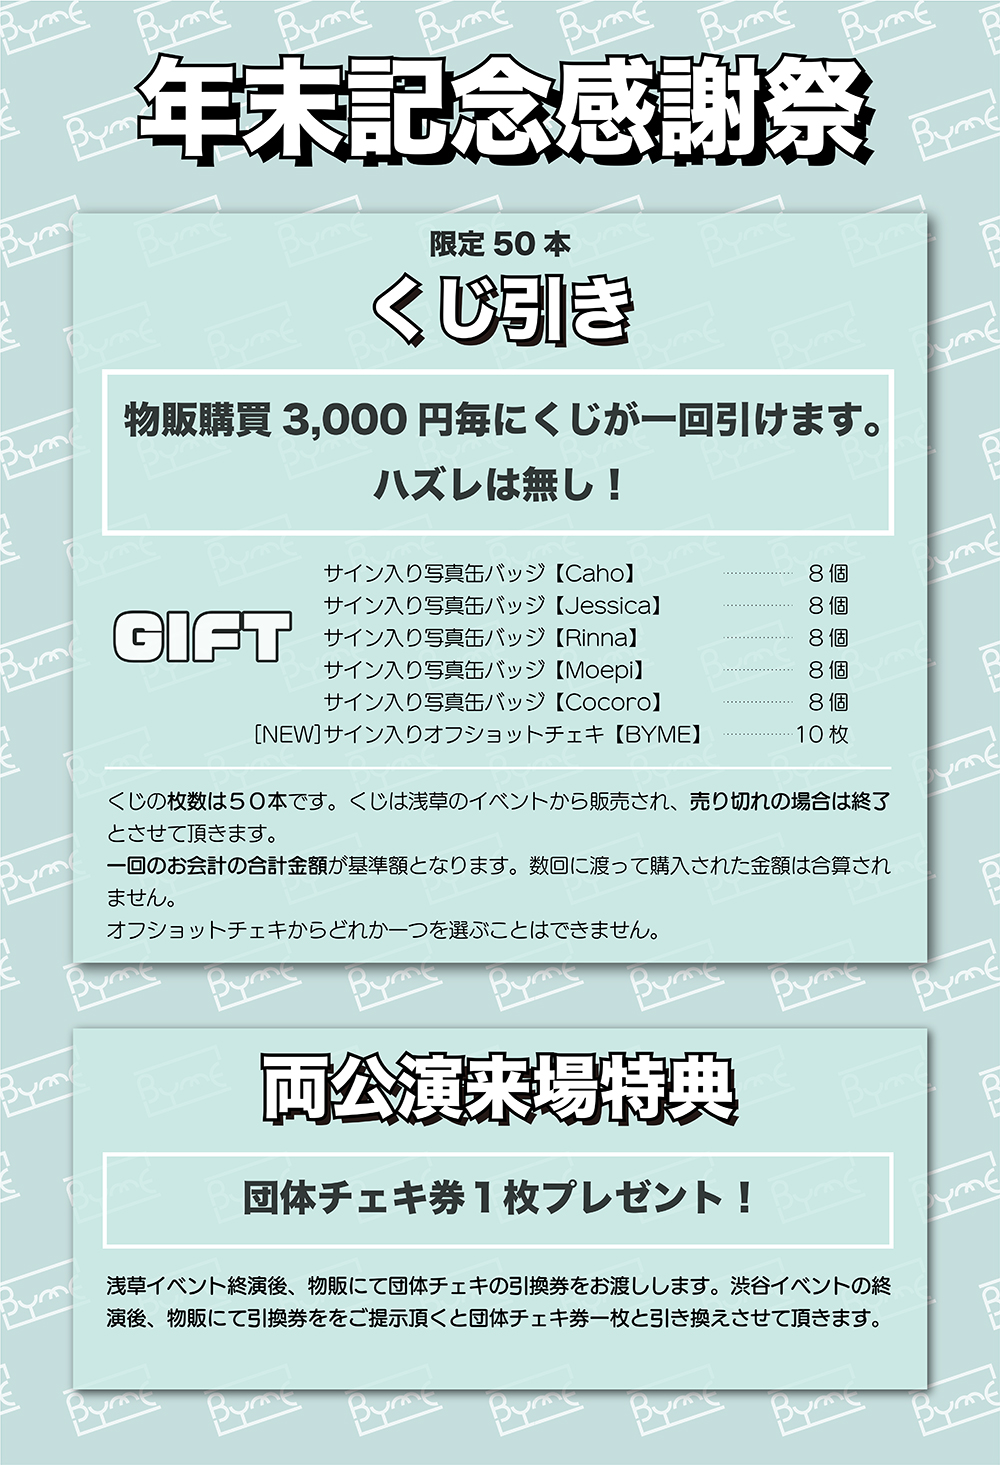 年末記念感謝祭
限定50本
くじ引き
物販購買3,000円毎にくじが一回引けます。
ハズレは無し！
GIFT
サイン入り写真缶バッジ【Caho】 ……………… 8個
サイン入り写真缶バッジ【Jessica】 ……………… 8個
サイン入り写真缶バッジ【Rinna】 ……………… 8個
サイン入り写真缶バッジ【Moepi】 ……………… 8個
サイン入り写真缶バッジ【Cocoro】 ……………… 8個
[NEW]サイン入りオフショットチェキ【BYME】 ………………10枚
くじの枚数は５０本です。くじは浅草のイベントから販売され、売り切れの場合は終了
とさせて頂きます。
一回のお会計の合計金額が基準額となります。数回に渡って購入された金額は合算され
ません。
オフショットチェキからどれか一つを選ぶことはできません。
両公演来場特典
団体チェキ券１枚プレゼント！
浅草イベント終演後、物販にて団体チェキの引換券をお渡しします。渋谷イベントの終
演後、物販にて引換券ををご提示頂くと団体チェキ券一枚と引き換えさせて頂きます。
BymE